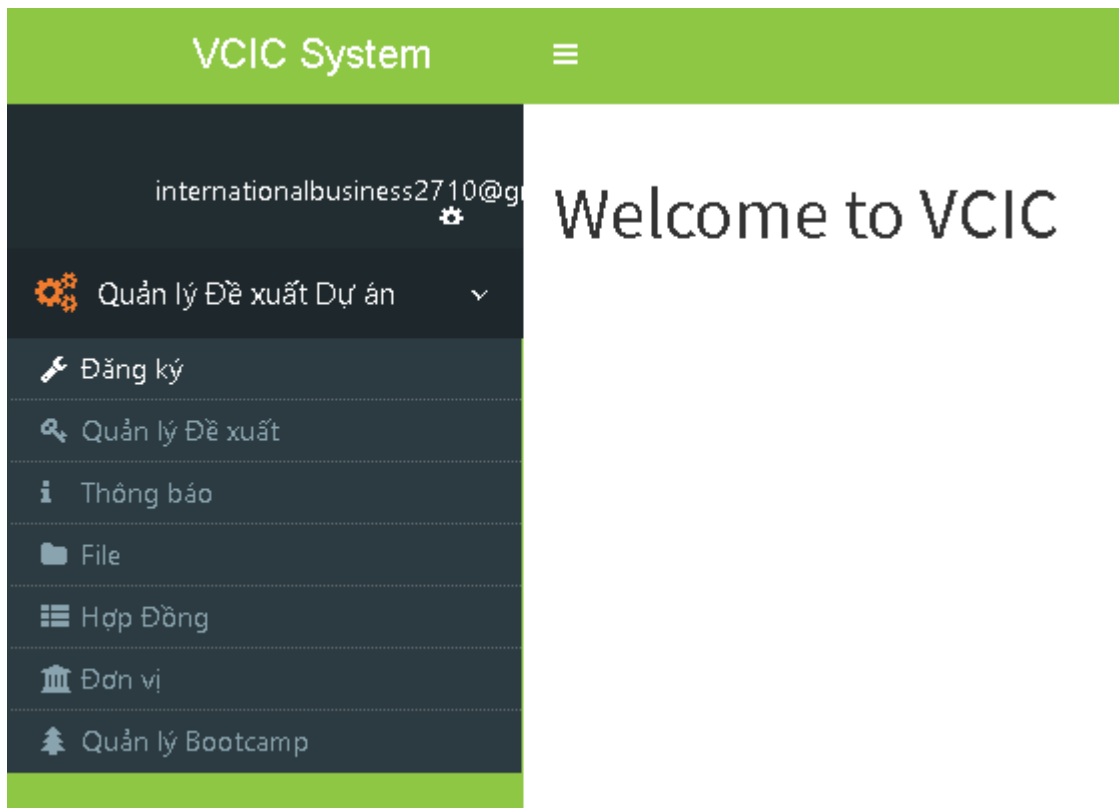 VCIC System
internationalbusiness2710@g
Welcome to VCIC
Quản lý Đề xuất Dự án
Đăng ký
Quản lý Đề xuất
Thông báo
File
Hợp Đồng
Đơn vị
Quản lý Bootcamp